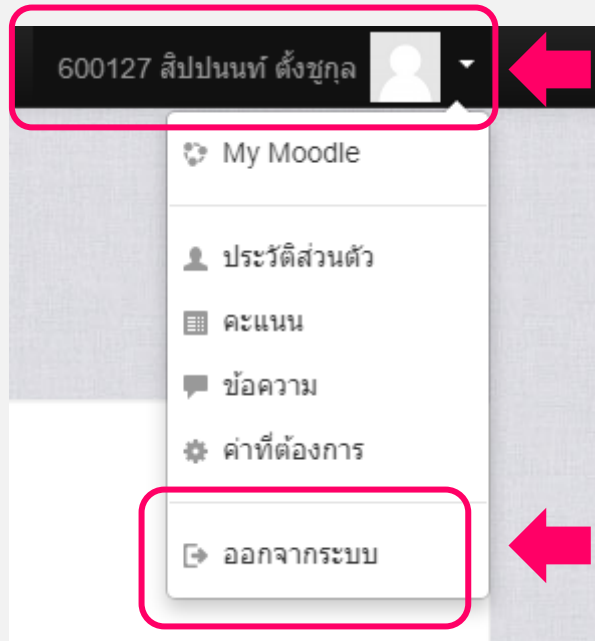 600127 สิปปนนท์ ตั้งชูกุล
My Moodle
ประวัติส่วนตัว
คะแนน
ข้อความ
ค่าที่ต้องการ
ออกจากระบบ